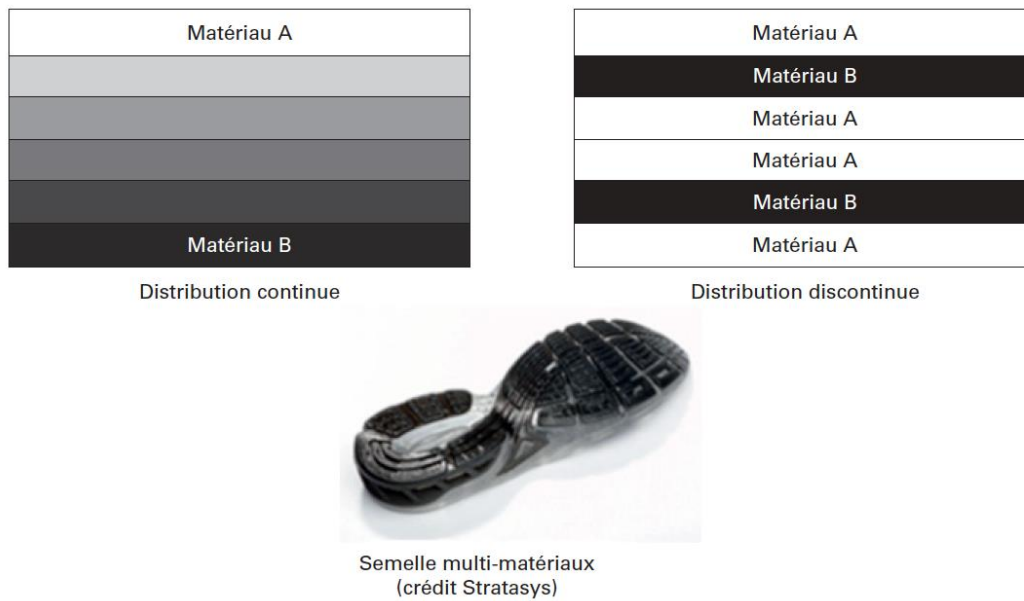 Matériau A
Matériau B
Distribution continue
Matériau A
Matériau B
Matériau A
Matériau A
Matériau B
Matériau A
Distribution discontinue
Semelle multi-matériaux
(crédit Stratasys)